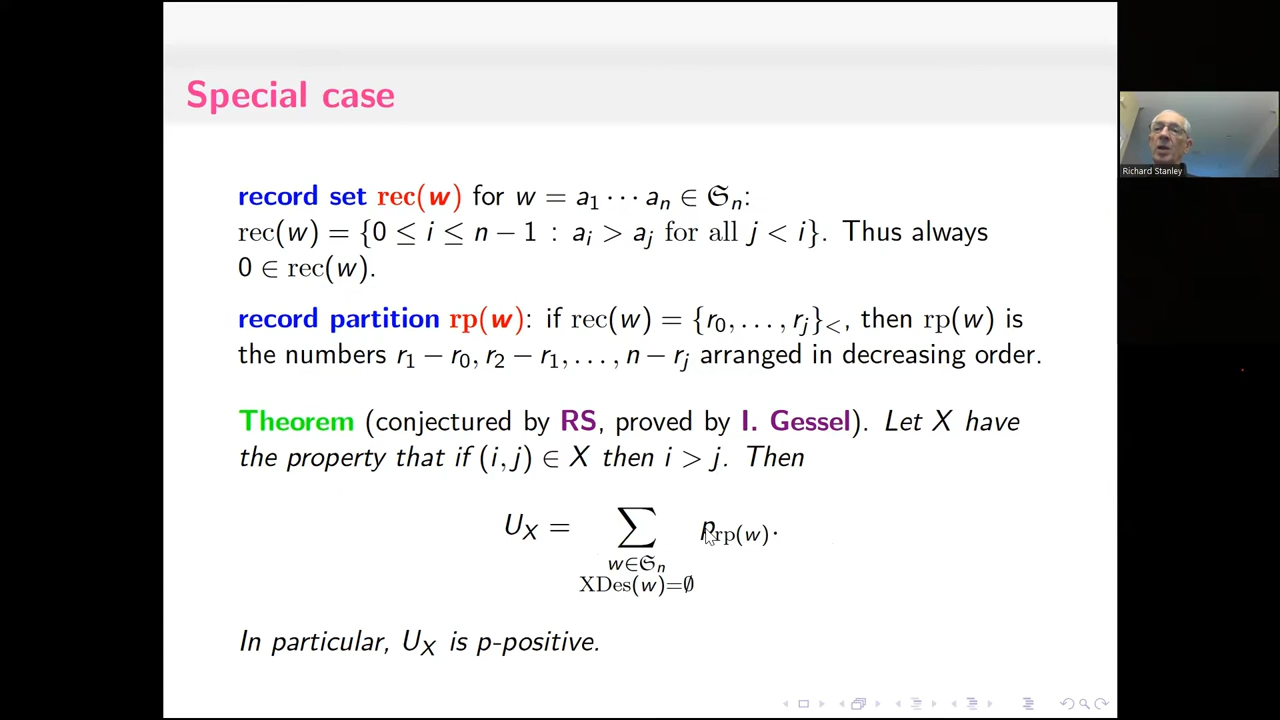 Special case
record set rec(w) for w = a₁ ⋯ aₙ ∈ 𝔖ₙ:
rec(w) = {0 ≤ i ≤ n − 1 : aᵢ > aⱼ for all j < i}. Thus always
0 ∈ rec(w).
record partition rp(w): if rec(w) = {r₀, . . . , rⱼ}<, then rp(w) is
the numbers r₁ − r₀, r₂ − r₁, . . . , n − rⱼ arranged in decreasing order.
Theorem (conjectured by RS, proved by I. Gessel). Let X have
the property that if (i, j) ∈ X then i > j. Then
U_X = ∑ p_rp(w).
w∈𝔖ₙ
XDes(w)=∅
In particular, U_X is p-positive.
Richard Stanley